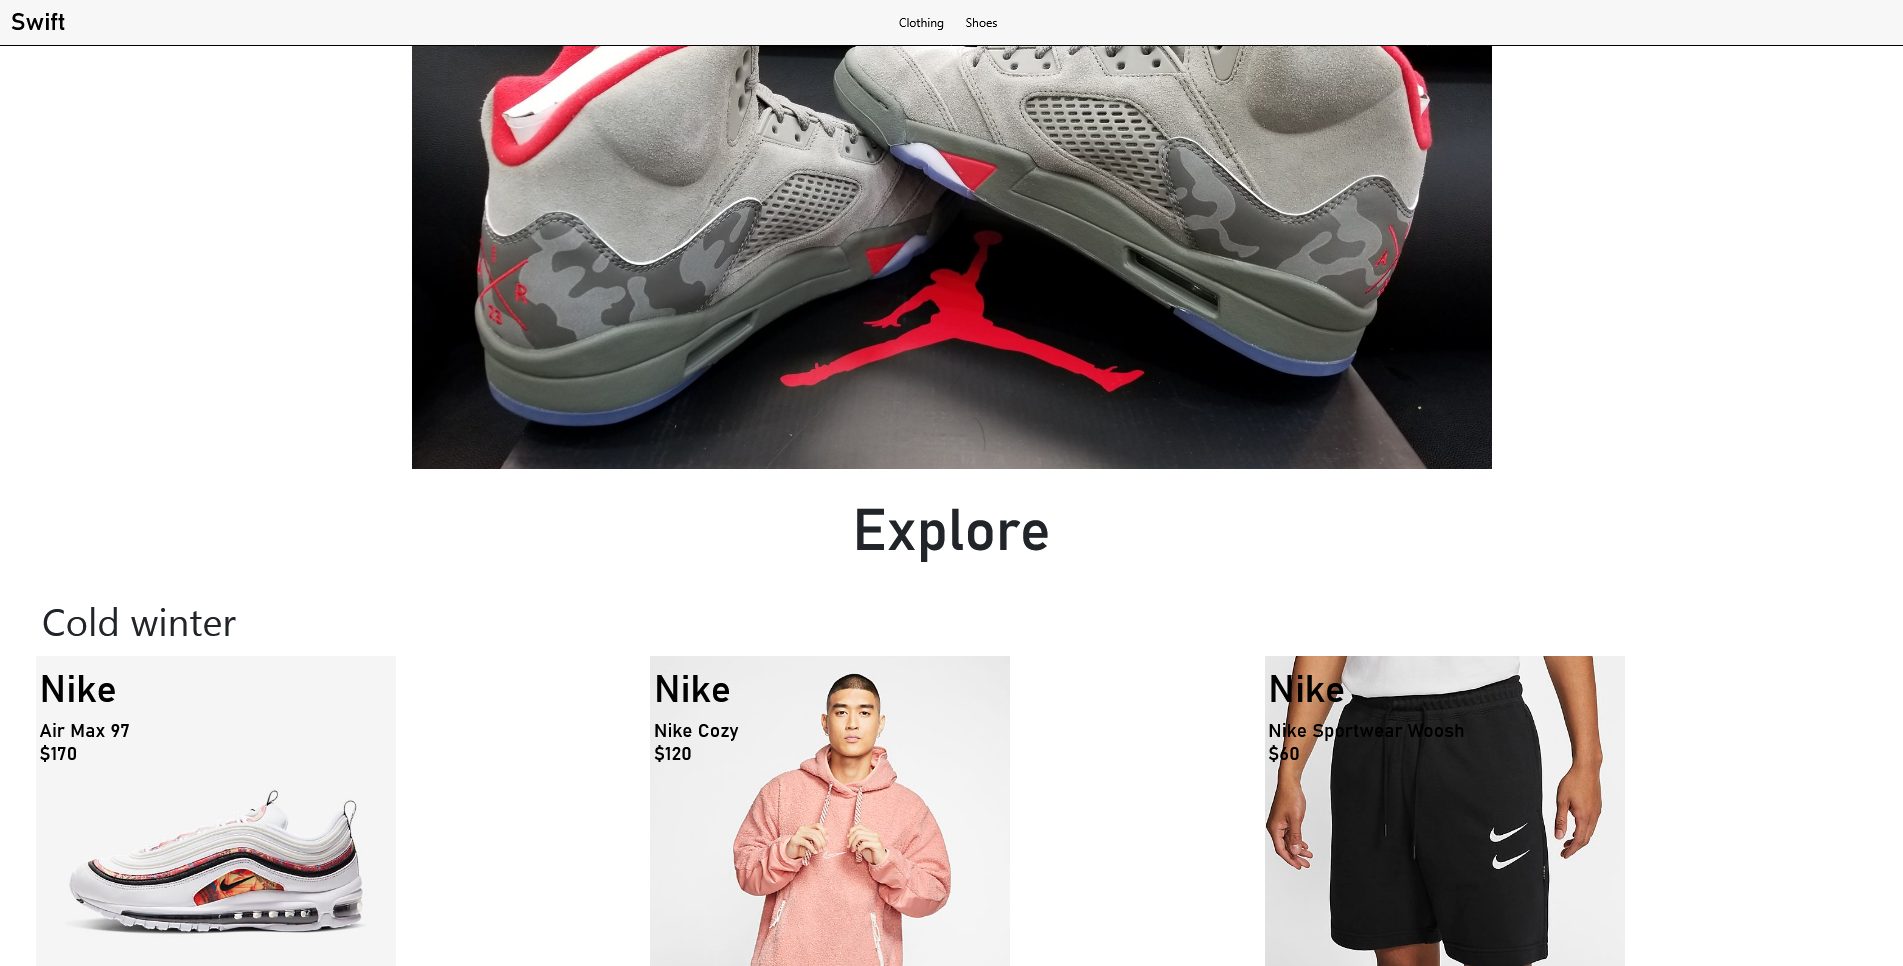 Swift
Clothing Shoes
R
23
Explore
Cold winter
Nike
Air Max 97
$170
Nike
Nike Cozy
$120
Nike
Nike Sportwear Woosh
$60